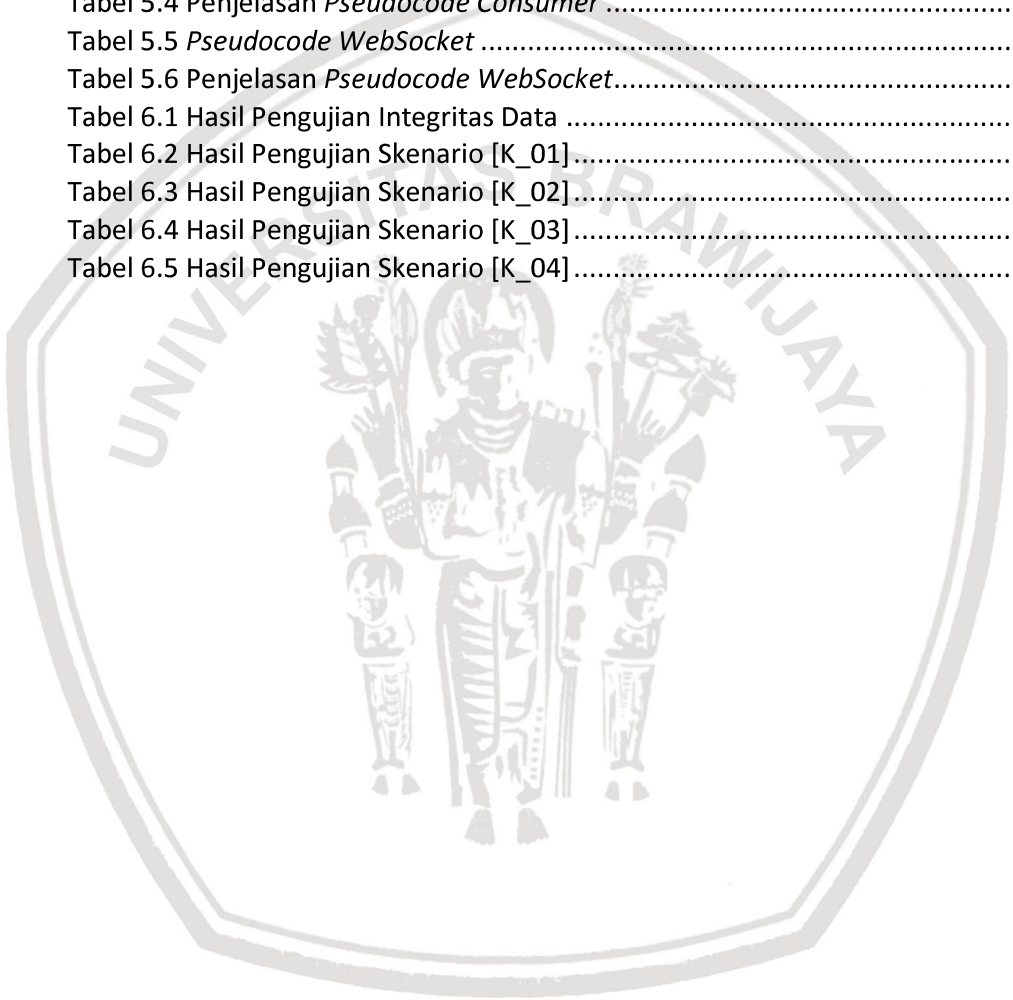 Tabel 5.4 Penjelasan Pseudocode Consumer ....................................................
Tabel 5.5 Pseudocode WebSocket ....................................................................
Tabel 5.6 Penjelasan Pseudocode WebSocket....................................................
Tabel 6.1 Hasil Pengujian Integritas Data .........................................................
Tabel 6.2 Hasil Pengujian Skenario [K_01].......................................................
Tabel 6.3 Hasil Pengujian Skenario [K_02].......................................................
Tabel 6.4 Hasil Pengujian Skenario [K_03].......................................................
Tabel 6.5 Hasil Pengujian Skenario [K_04].......................................................
UNIVERSITAS BRAWIJAYA